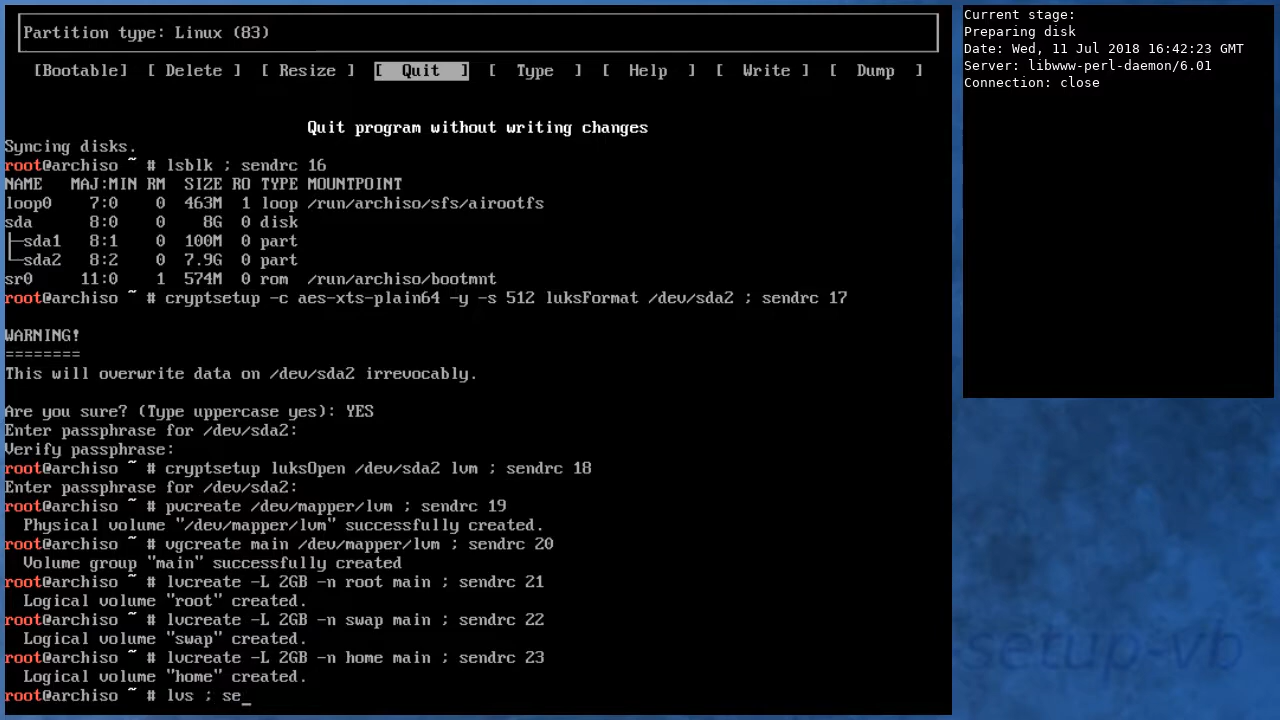 Partition type: Linux (83)
[Bootable] [ Delete ] [ Resize ] [ Quit ] [ Type ] [ Help ] [ Write ] [ Dump ]
Quit program without writing changes
Syncing disks.
root@archiso ~ # lsblk ; sendrc 16
NAME MAJ:MIN RM SIZE RO TYPE MOUNTPOINT
loop0 7:0 0 463M 1 loop /run/archiso/sfs/airootfs
sda 8:0 0 8G 0 disk
├─sda1 8:1 0 100M 0 part
└─sda2 8:2 0 7.9G 0 part
sr0 11:0 1 574M 0 rom /run/archiso/bootmnt
root@archiso ~ # cryptsetup -c aes-xts-plain64 -y -s 512 luksFormat /dev/sda2 ; sendrc 17
WARNING!
========
This will overwrite data on /dev/sda2 irrevocably.
Are you sure? (Type uppercase yes): YES
Enter passphrase for /dev/sda2:
Verify passphrase:
root@archiso ~ # cryptsetup luksOpen /dev/sda2 lvm ; sendrc 18
Enter passphrase for /dev/sda2:
root@archiso ~ # pvcreate /dev/mapper/lvm ; sendrc 19
Physical volume "/dev/mapper/lvm" successfully created.
root@archiso ~ # vgcreate main /dev/mapper/lvm ; sendrc 20
Volume group "main" successfully created
root@archiso ~ # lvcreate -L 2GB -n root main ; sendrc 21
Logical volume "root" created.
root@archiso ~ # lvcreate -L 2GB -n swap main ; sendrc 22
Logical volume "swap" created.
root@archiso ~ # lvcreate -L 2GB -n home main ; sendrc 23
Logical volume "home" created.
root@archiso ~ # lvs ; se_
Current stage:
Preparing disk
Date: Wed, 11 Jul 2018 16:42:23 GMT
Server: libwww-perl-daemon/6.01
Connection: close
setup-vb